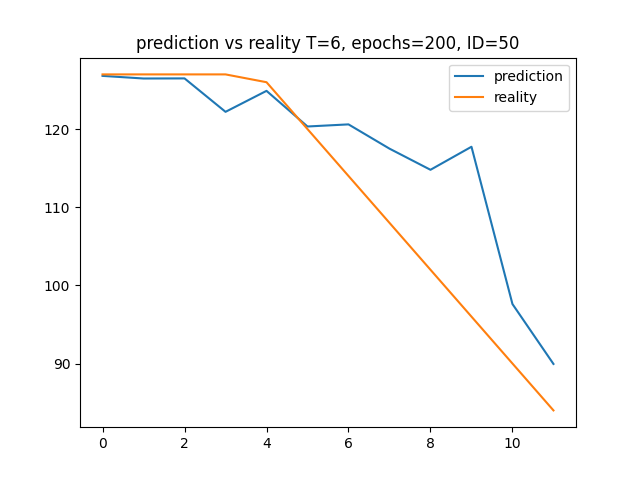 prediction vs reality T=6, epochs=200, ID=50
prediction
reality
120
110
100
90
0 2 4 6 8 10